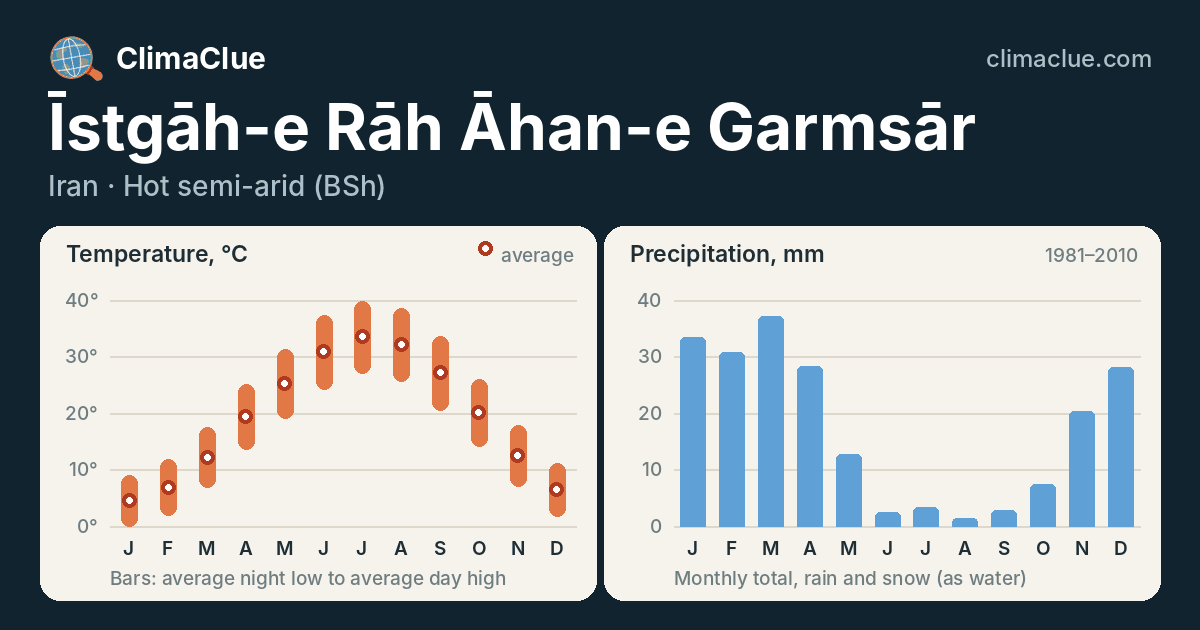 ClimaClue
climaclue.com
Īstgāh-e Rāh Āhan-e Garmsār
Iran · Hot semi-arid (BSh)
Temperature, °C
average
40°
30°
20°
10°
0°
J F M A M J J A S O N D
Bars: average night low to average day high
Precipitation, mm
1981–2010
40
30
20
10
0
J F M A M J J A S O N D
Monthly total, rain and snow (as water)